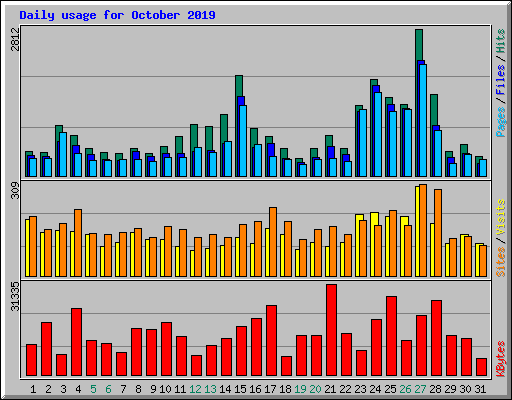 Daily usage for October 2019
2812
Pages / Files / Hits
309
Sites / Visits
31335
KBytes
1 2 3 4 5 6 7 8 9 10 11 12 13 14 15 16 17 18 19 20 21 22 23 24 25 26 27 28 29 30 31